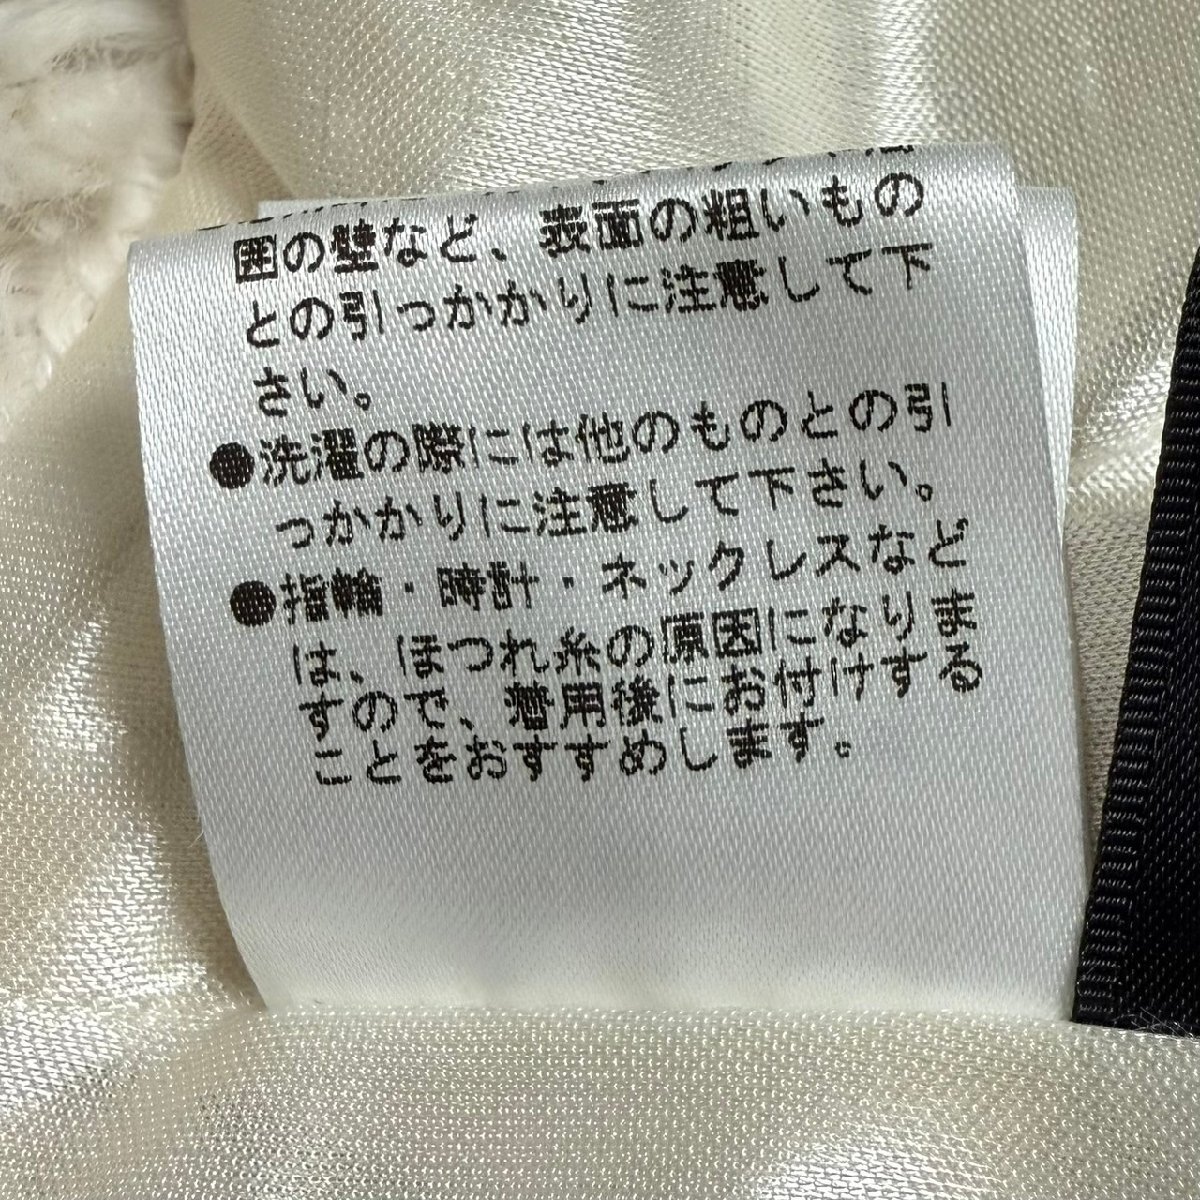 囲の壁など、表面の粗いもの
との引っかかりに注意して下
さい。
●洗濯の際には他のものとの引
っかかりに注意して下さい。
●指輪・時計・ネックレスなど
は、ほつれ糸の原因になりま
すので、着用後にお付けする
ことをおすすめします。